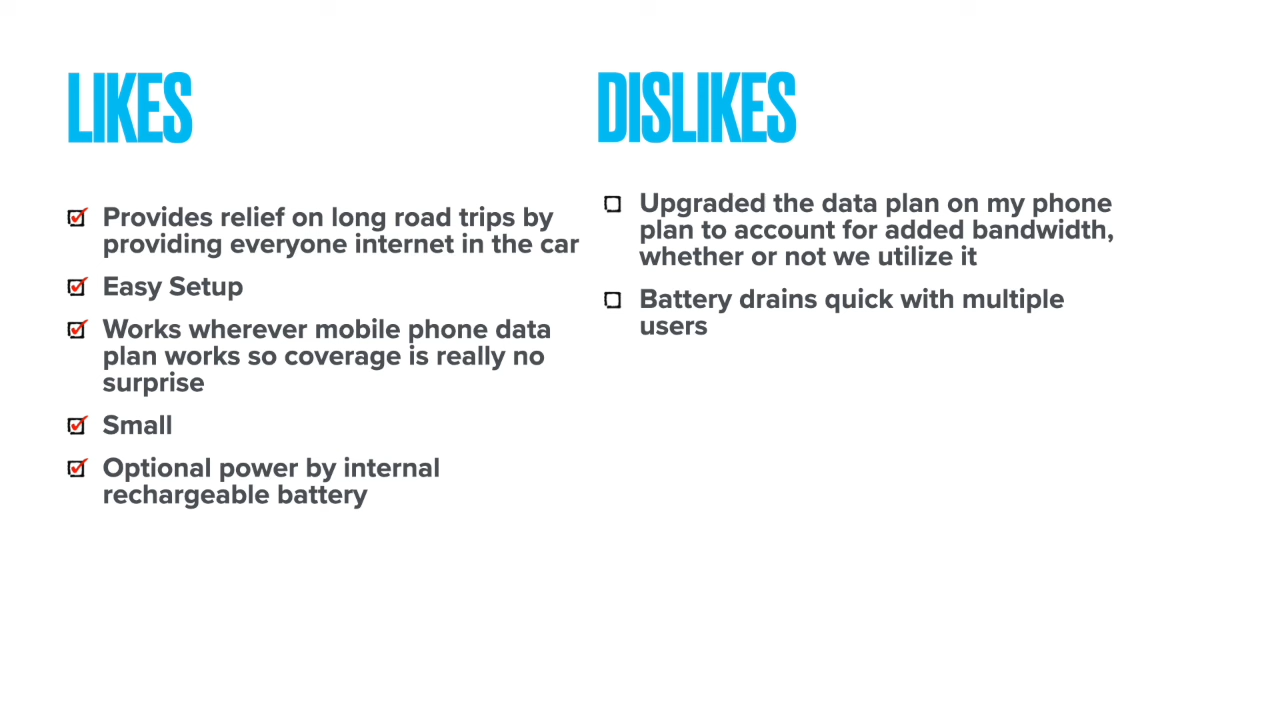 LIKES
Provides relief on long road trips by
providing everyone internet in the car
Easy Setup
Works wherever mobile phone data
plan works so coverage is really no
surprise
Small
Optional power by internal
rechargeable battery
DISLIKES
Upgraded the data plan on my phone
plan to account for added bandwidth,
whether or not we utilize it
Battery drains quick with multiple
users